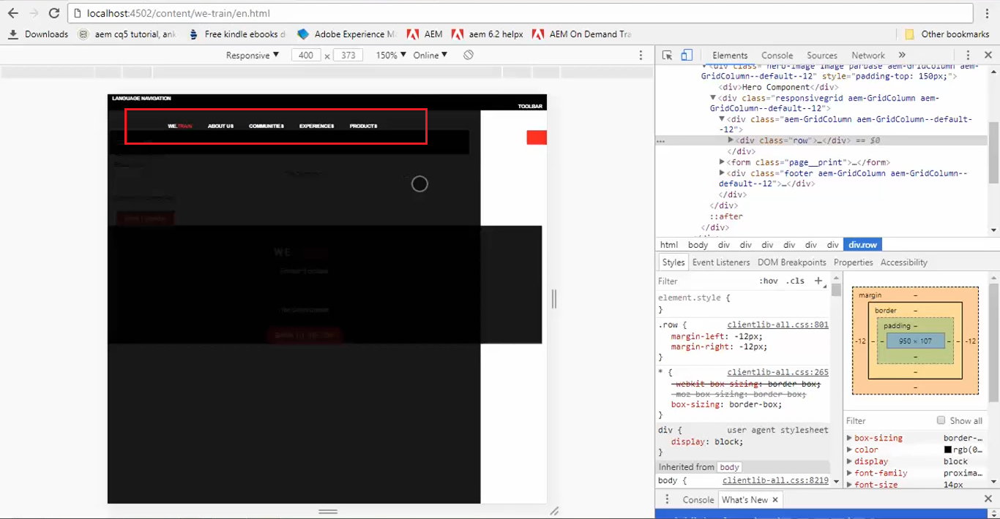 localhost:4502/content/we-train/en.html
Downloads aem cq5 tutorial, ank Free kindle ebooks d Adobe Experience M AEM aem 6.2 helpx AEM On Demand Tra Other bookmarks
Responsive ▼ 400 x 373 150% ▼ Online ▼
Elements Console Sources Network »
<div class="hero-image image parbase aem-GridColumn aem-
GridColumn--default--12" style="padding-top: 150px;">
<div>Hero Component</div>
<div class="responsivegrid aem-GridColumn aem-
GridColumn--default--12">
<div class="aem-GridColumn aem-GridColumn--default-
-12">
<div class="row">…</div> == $0
</div>
<form class="page__print">…</form>
<div class="footer aem-GridColumn aem-GridColumn--
default--12">…</div>
</div>
</div>
::after
</div>
LANGUAGE NAVIGATION
TOOLBAR
WE.TRAIN ABOUT US COMMUNITIES EXPERIENCES PRODUCTS
WE
BACK TO THE TOP
html body div div div div div div div.row
Styles Event Listeners DOM Breakpoints Properties Accessibility
Filter :hov .cls +
element.style {
}
.row { clientlib-all.css:801
margin-left: -12px;
margin-right: -12px;
}
* { clientlib-all.css:265
-webkit-box-sizing: border-box;
-moz-box-sizing: border-box;
box-sizing: border-box;
}
div { user agent stylesheet
display: block;
}
Inherited from body
body { clientlib-all.css:8219
margin –
border –
padding –
-12 – – 950 × 107 – – -12
–
–
–
Filter Show all
box-sizing border-…
color rgb(0…
display block
font-family proxima…
font-size 14px
Console What's New ×